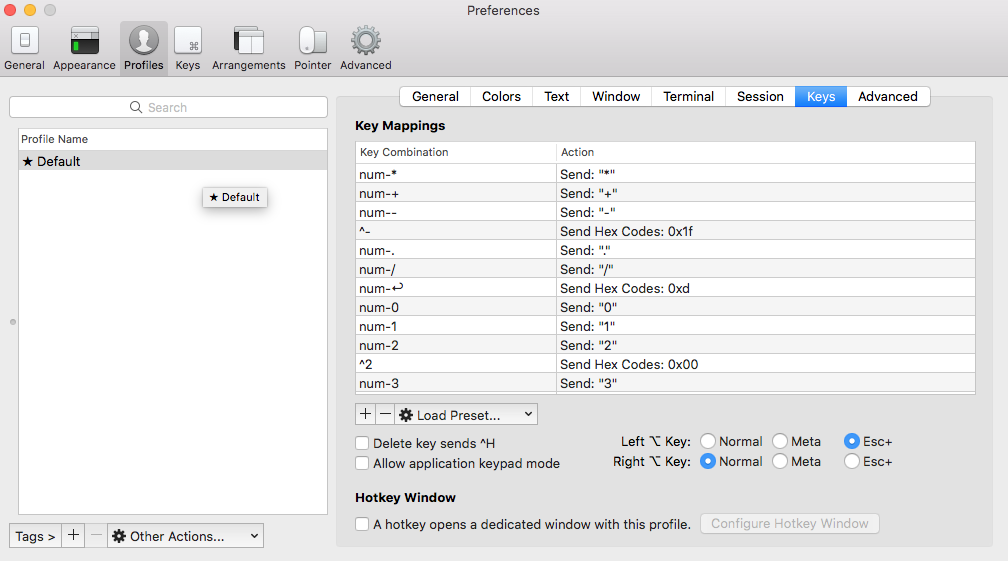 Preferences
General Appearance Profiles Keys Arrangements Pointer Advanced
Search
Profile Name
★ Default
★ Default
Tags > + − Other Actions...
General Colors Text Window Terminal Session Keys Advanced
Key Mappings
Key Combination Action
num-* Send: "*"
num-+ Send: "+"
num-- Send: "-"
^- Send Hex Codes: 0x1f
num-. Send: "."
num-/ Send: "/"
num-↩ Send Hex Codes: 0xd
num-0 Send: "0"
num-1 Send: "1"
num-2 Send: "2"
^2 Send Hex Codes: 0x00
num-3 Send: "3"
+ − Load Preset...
Delete key sends ^H
Allow application keypad mode
Left ⌥ Key: Normal Meta Esc+
Right ⌥ Key: Normal Meta Esc+
Hotkey Window
A hotkey opens a dedicated window with this profile. Configure Hotkey Window